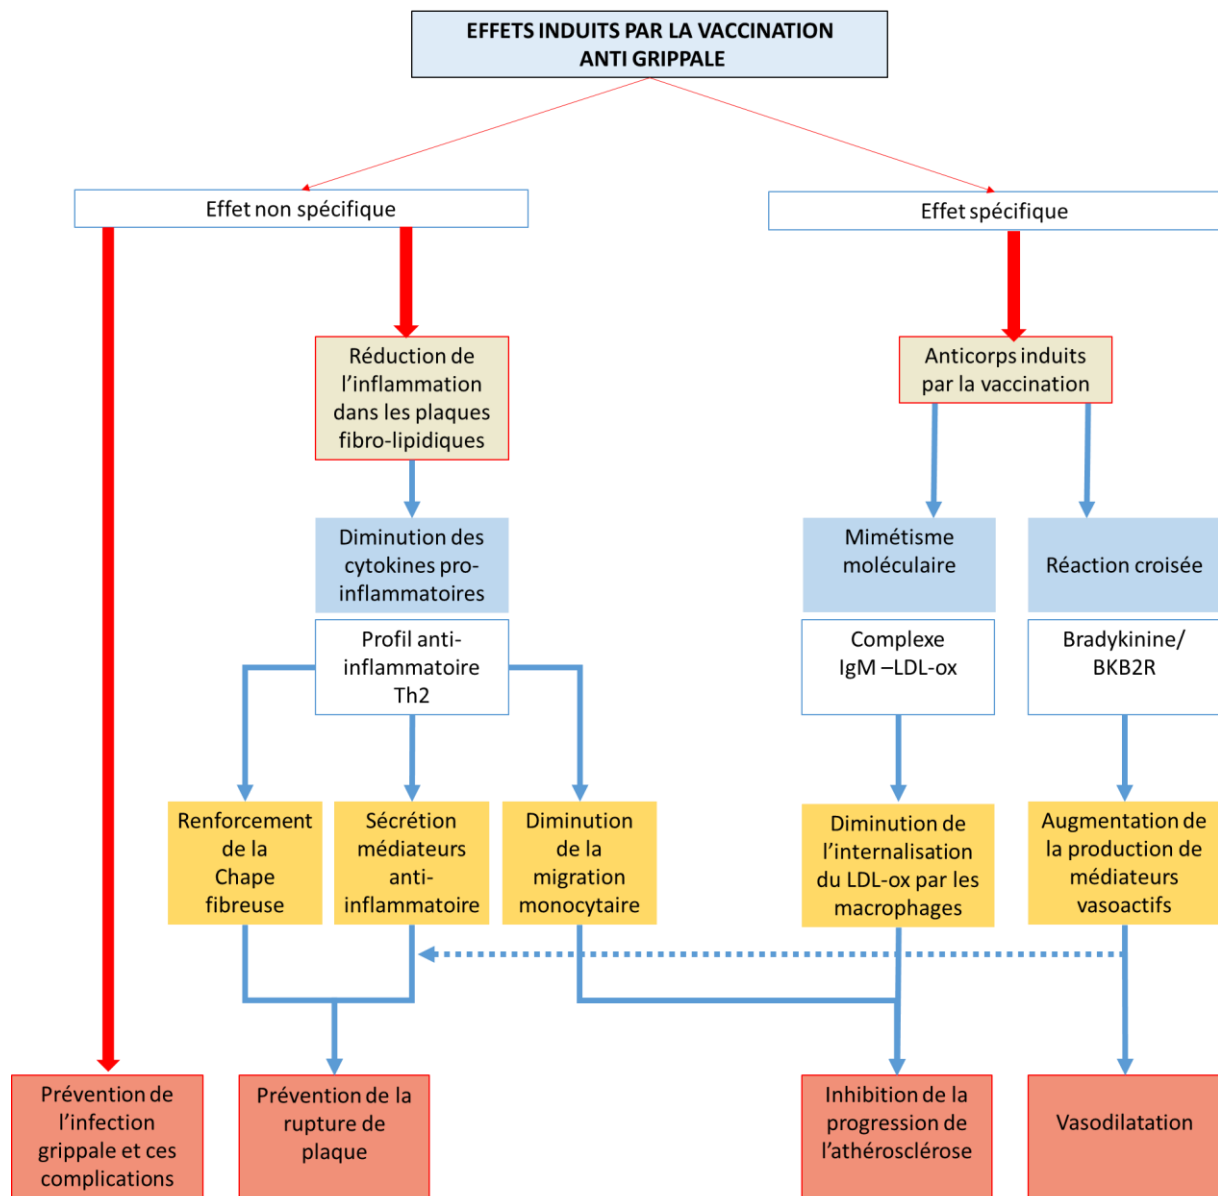 EFFETS INDUITS PAR LA VACCINATION
ANTI GRIPPALE
Effet non spécifique
Effet spécifique
Réduction de
l’inflammation
dans les plaques
fibro-lipidiques
Anticorps induits
par la vaccination
Diminution des
cytokines pro-
inflammatoires
Mimétisme
moléculaire
Réaction croisée
Profil anti-
inflammatoire
Th2
Complexe
IgM –LDL-ox
Bradykinine/
BKB2R
Renforcement
de la
Chape
fibreuse
Sécrétion
médiateurs
anti-
inflammatoire
Diminution
de la
migration
monocytaire
Diminution de
l’internalisation
du LDL-ox par les
macrophages
Augmentation de
la production de
médiateurs
vasoactifs
Prévention de
l’infection
grippale et ces
complications
Prévention de la
rupture de
plaque
Inhibition de la
progression de
l’athérosclérose
Vasodilatation